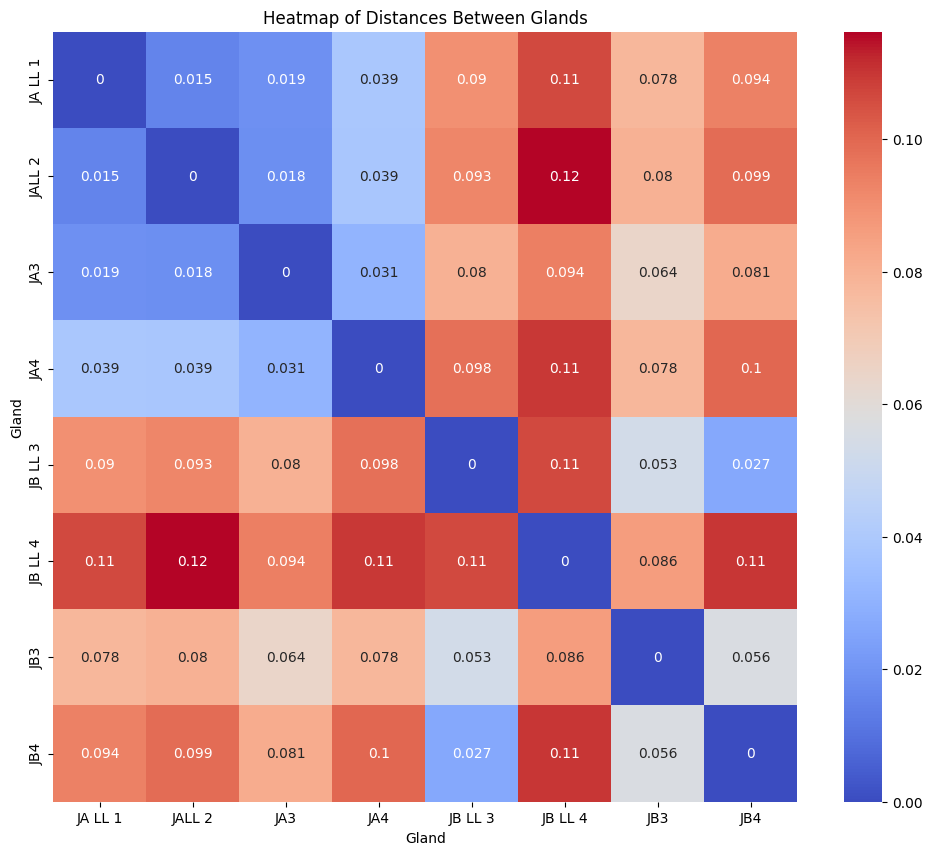 Heatmap of Distances Between Glands
JA LL 1 0 0.015 0.019 0.039 0.09 0.11 0.078 0.094
JALL 2 0.015 0 0.018 0.039 0.093 0.12 0.08 0.099
JA3 0.019 0.018 0 0.031 0.08 0.094 0.064 0.081
JA4 0.039 0.039 0.031 0 0.098 0.11 0.078 0.1
JB LL 3 0.09 0.093 0.08 0.098 0 0.11 0.053 0.027
JB LL 4 0.11 0.12 0.094 0.11 0.11 0 0.086 0.11
JB3 0.078 0.08 0.064 0.078 0.053 0.086 0 0.056
JB4 0.094 0.099 0.081 0.1 0.027 0.11 0.056 0
Gland
JA LL 1 JALL 2 JA3 JA4 JB LL 3 JB LL 4 JB3 JB4
Gland
0.10
0.08
0.06
0.04
0.02
0.00